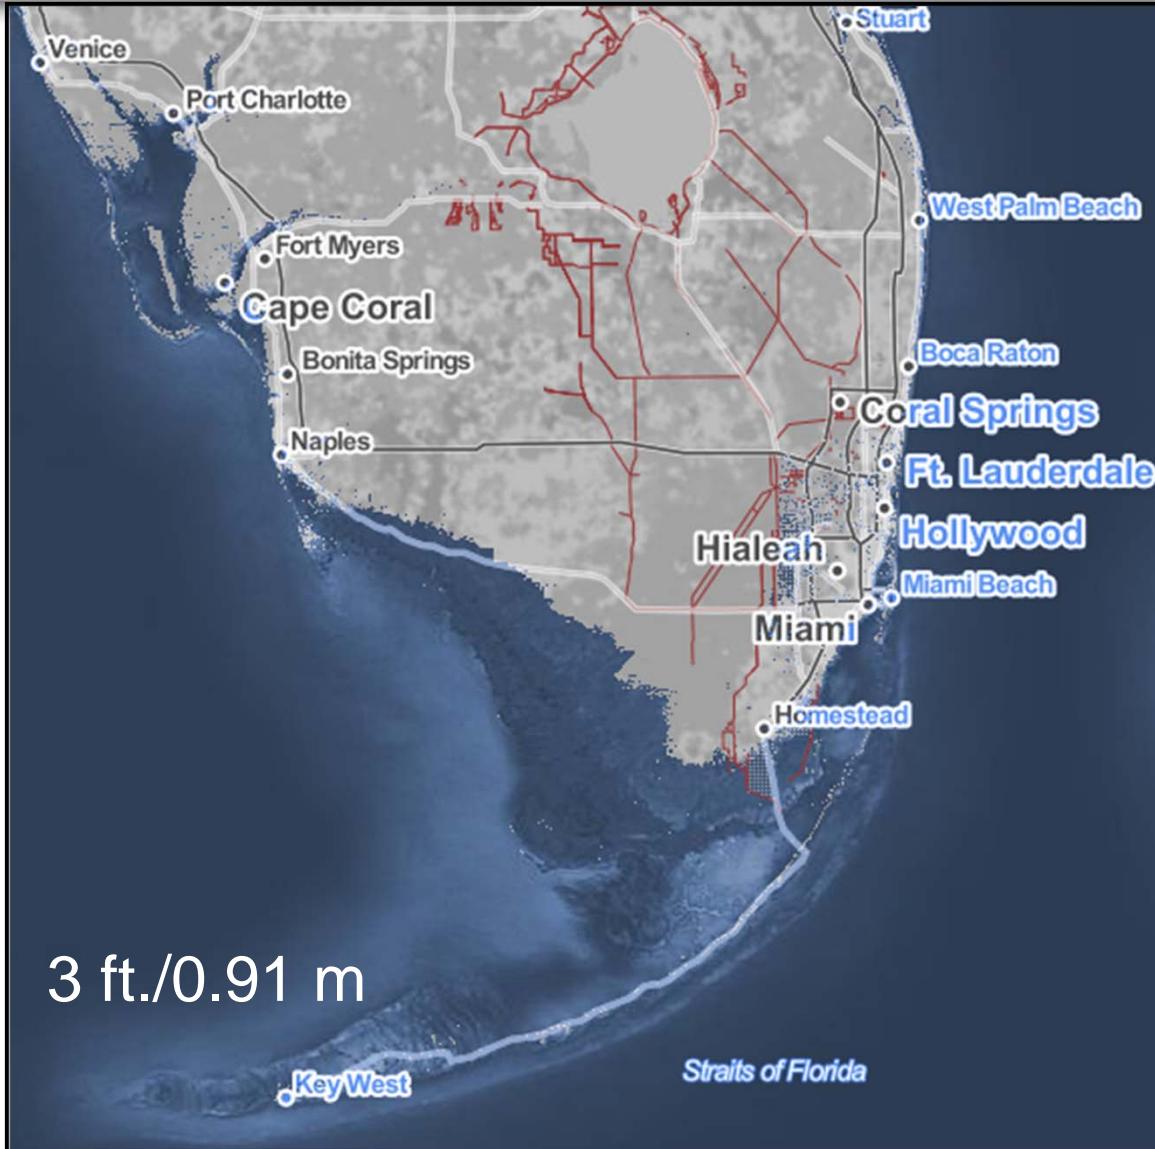 Stuart
Venice
Port Charlotte
West Palm Beach
Fort Myers
Cape Coral
Boca Raton
Bonita Springs
Coral Springs
Naples
Ft. Lauderdale
Hollywood
Hialeah
Miami Beach
Miami
Homestead
3 ft./0.91 m
Straits of Florida
Key West